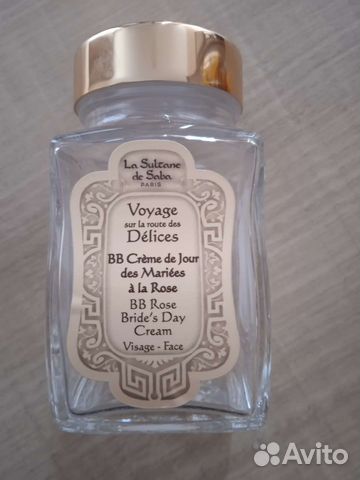 La Sultane
de Saba
PARIS
Voyage
sur la route des
Délices
BB Crème de Jour
des Mariées
à la Rose
BB Rose
Bride's Day
Cream
Visage - Face
Avito